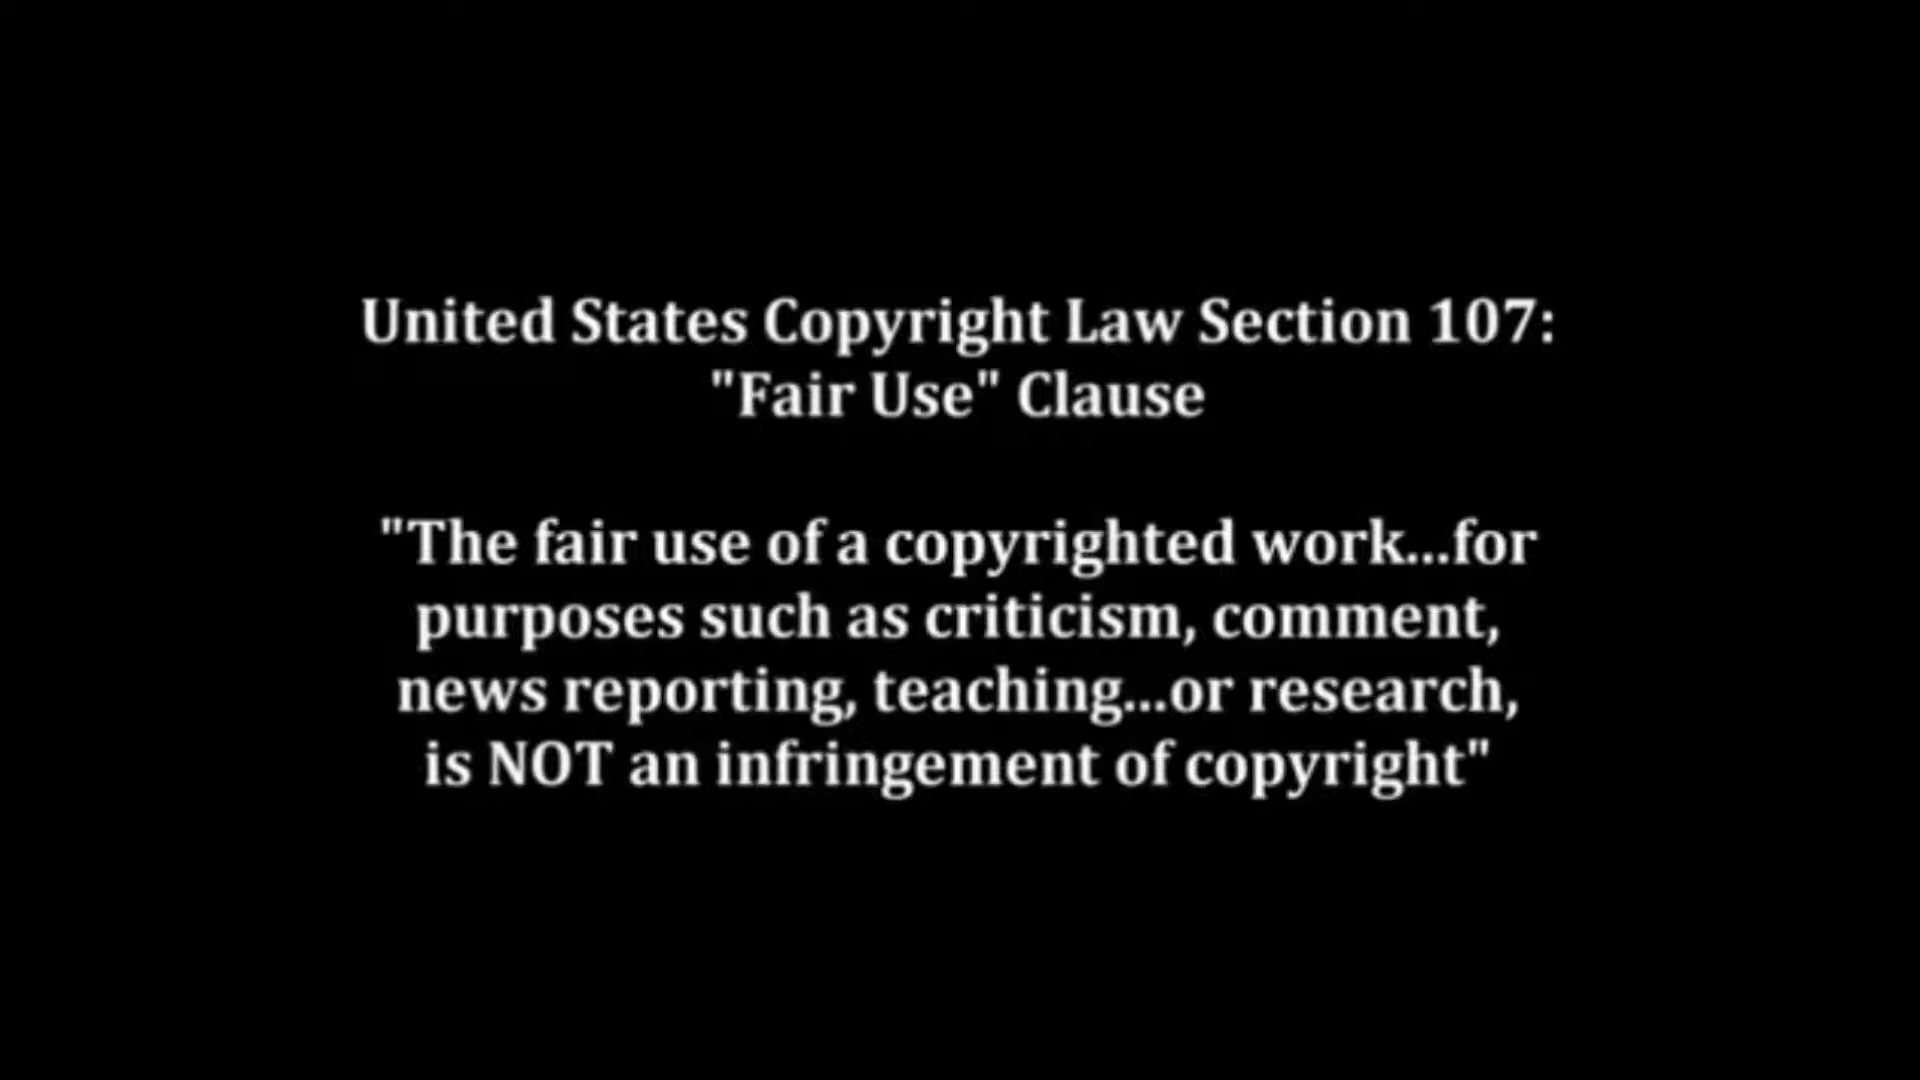 United States Copyright Law Section 107:
"Fair Use" Clause
"The fair use of a copyrighted work...for
purposes such as criticism, comment,
news reporting, teaching...or research,
is NOT an infringement of copyright"